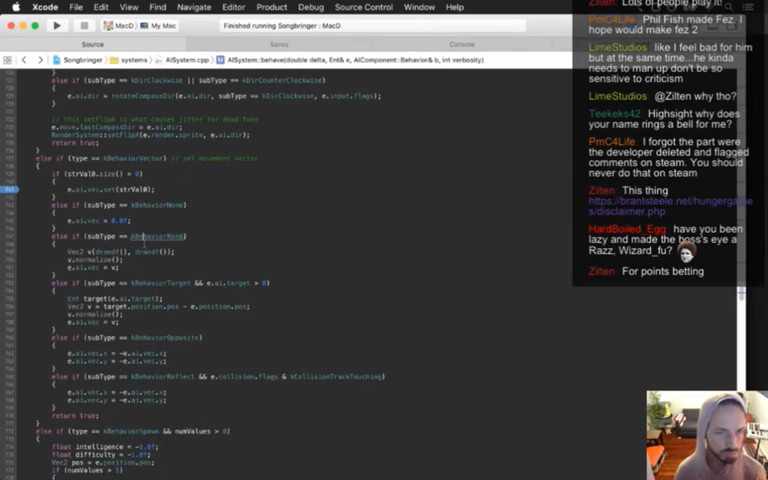 Xcode File Edit View Find Navigate Editor Product Debug Source Control Window Help
MacD My Mac Finished running Songbringer : MacD
Source Saves Console
Songbringer systems AISystem.cpp AISystem::behave(double delta, Ent& e, AIComponent::Behavior& b, int verbosity)
else if (subType == kDirClockwise || subType == kDirCounterClockwise)
{
e.ai.dir = rotateCompassDir(e.ai.dir, subType == kDirClockwise, e.input.flags);
}
// this setFlipX is what causes jitter for dead foes
e.move.lastCompassDir = e.ai.dir;
RenderSystem::setFlipX(e.render.sprite, e.ai.dir);
}
else if (type == kBehaviorVector) // set movement vector
{
if (strVal0.size() > 0)
{
e.ai.vec.set(strVal0);
}
else if (subType == kBehaviorNone)
{
e.ai.vec = 0.0f;
}
else if (subType == kBehaviorRand)
{
Vec2 v(drandf(), drandf());
v.normalize();
e.ai.vec = v;
}
else if (subType == kBehaviorTarget && e.ai.target > 0)
{
Ent target(e.ai.target);
Vec2 v = target.position.pos - e.position.pos;
v.normalize();
e.ai.vec = v;
}
else if (subType == kBehaviorOpposite)
{
e.ai.vec.x = -e.ai.vec.x;
e.ai.vec.y = -e.ai.vec.y;
}
else if (subType == kBehaviorReflect && e.collision.flags & kCollisionTrackTouching)
{
e.ai.vec.x = -e.ai.vec.x;
e.ai.vec.y = -e.ai.vec.y;
}
return true;
}
else if (type == kBehaviorSpawn && numValues > 0)
{
float intelligence = -1.0f;
float difficulty = -1.0f;
Vec2 pos = e.position.pos;
if (numValues > 1)
Zilten: Lots of people play it!
PmC4Life: Phil Fish made Fez. I
hope would make fez 2
LimeStudios: like I feel bad for him
but at the same time...he kinda
needs to man up don't be so
sensitive to criticism
LimeStudios: @Zilten why tho?
Teekeks42: Highsight why does
your name rings a bell for me?
PmC4Life: I forgot the part were
the developer deleted and flagged
comments on steam. You should
never do that on steam
Zilten: This thing
https://brantsteele.net/hungergame
s/disclaimer.php
HardBoiled_Egg: have you been
lazy and made the boss's eye a
Razz, Wizard_fu?
Zilten: For points betting